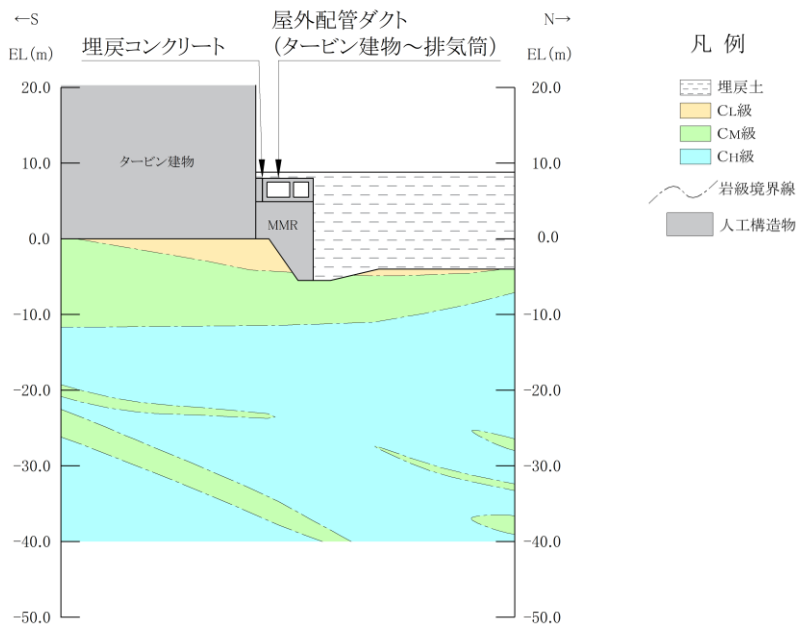 ←S
N→
屋外配管ダクト
(タービン建物～排気筒)
埋戻コンクリート
EL(m)
EL(m)
20.0
10.0
0.0
-10.0
-20.0
-30.0
-40.0
-50.0
タービン建物
MMR
20.0
10.0
0.0
-10.0
-20.0
-30.0
-40.0
-50.0
凡 例
埋戻土
CL級
CM級
CH級
岩級境界線
人工構造物